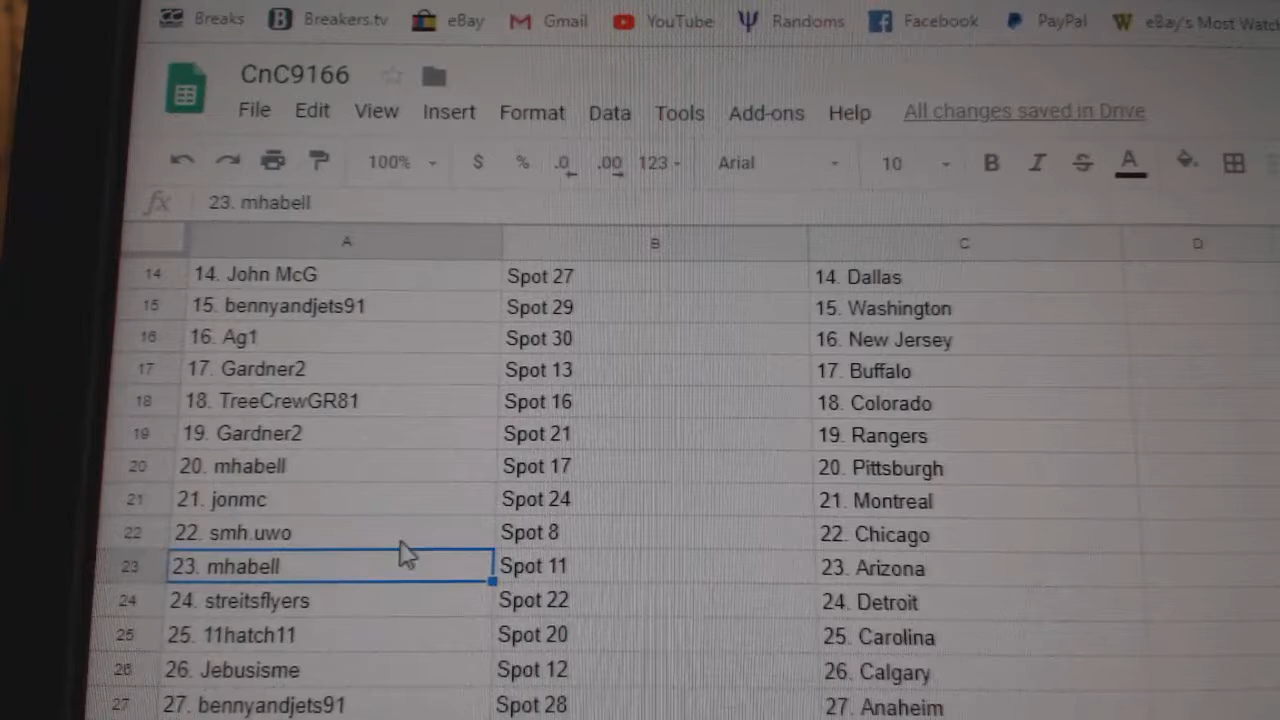 Breaks Breakers.tv eBay Gmail YouTube Randoms Facebook PayPal eBay's Most Watch
CnC9166
File Edit View Insert Format Data Tools Add-ons Help All changes saved in Drive
100% $ % .0 .00 123 Arial 10 B I S A
fx 23. mhabell
A B C D
14 14. John McG Spot 27 14. Dallas
15 15. bennyandjets91 Spot 29 15. Washington
16 16. Ag1 Spot 30 16. New Jersey
17 17. Gardner2 Spot 13 17. Buffalo
18 18. TreeCrewGR81 Spot 16 18. Colorado
19 19. Gardner2 Spot 21 19. Rangers
20 20. mhabell Spot 17 20. Pittsburgh
21 21. jonmc Spot 24 21. Montreal
22 22. smh.uwo Spot 8 22. Chicago
23 23. mhabell Spot 11 23. Arizona
24 24. streitsflyers Spot 22 24. Detroit
25 25. 11hatch11 Spot 20 25. Carolina
26 26. Jebusisme Spot 12 26. Calgary
27 27. bennyandjets91 Spot 28 27. Anaheim